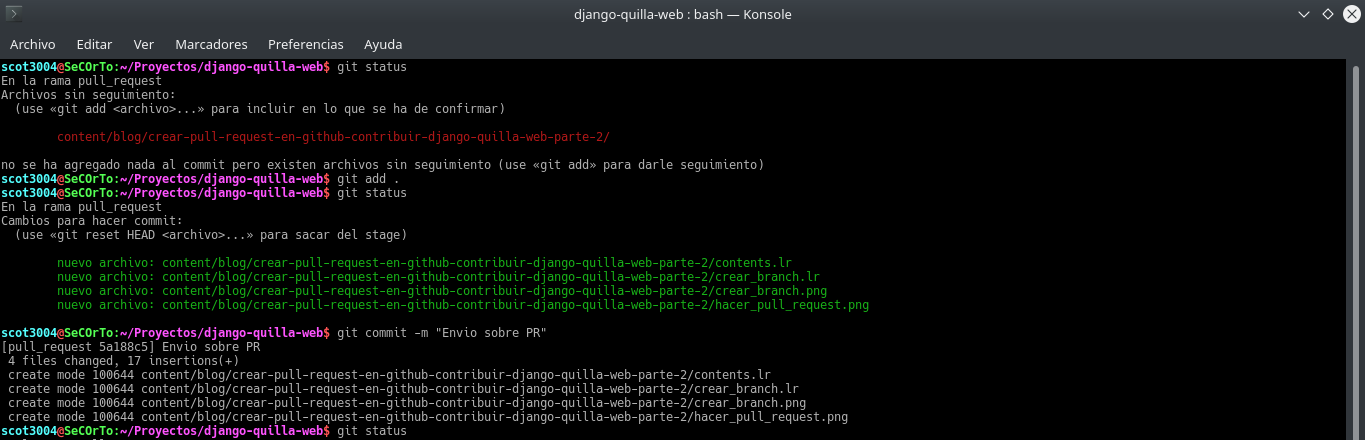 django-quilla-web : bash — Konsole
Archivo Editar Ver Marcadores Preferencias Ayuda
scot3004@SeCOrTo:~/Proyectos/django-quilla-web$ git status
En la rama pull_request
Archivos sin seguimiento:
  (use «git add <archivo>...» para incluir en lo que se ha de confirmar)
        content/blog/crear-pull-request-en-github-contribuir-django-quilla-web-parte-2/
no se ha agregado nada al commit pero existen archivos sin seguimiento (use «git add» para darle seguimiento)
scot3004@SeCOrTo:~/Proyectos/django-quilla-web$ git add .
scot3004@SeCOrTo:~/Proyectos/django-quilla-web$ git status
En la rama pull_request
Cambios para hacer commit:
  (use «git reset HEAD <archivo>...» para sacar del stage)
        nuevo archivo: content/blog/crear-pull-request-en-github-contribuir-django-quilla-web-parte-2/contents.lr
        nuevo archivo: content/blog/crear-pull-request-en-github-contribuir-django-quilla-web-parte-2/crear_branch.lr
        nuevo archivo: content/blog/crear-pull-request-en-github-contribuir-django-quilla-web-parte-2/crear_branch.png
        nuevo archivo: content/blog/crear-pull-request-en-github-contribuir-django-quilla-web-parte-2/hacer_pull_request.png
scot3004@SeCOrTo:~/Proyectos/django-quilla-web$ git commit -m "Envio sobre PR"
[pull_request 5a188c5] Envio sobre PR
 4 files changed, 17 insertions(+)
 create mode 100644 content/blog/crear-pull-request-en-github-contribuir-django-quilla-web-parte-2/contents.lr
 create mode 100644 content/blog/crear-pull-request-en-github-contribuir-django-quilla-web-parte-2/crear_branch.lr
 create mode 100644 content/blog/crear-pull-request-en-github-contribuir-django-quilla-web-parte-2/crear_branch.png
 create mode 100644 content/blog/crear-pull-request-en-github-contribuir-django-quilla-web-parte-2/hacer_pull_request.png
scot3004@SeCOrTo:~/Proyectos/django-quilla-web$ git status